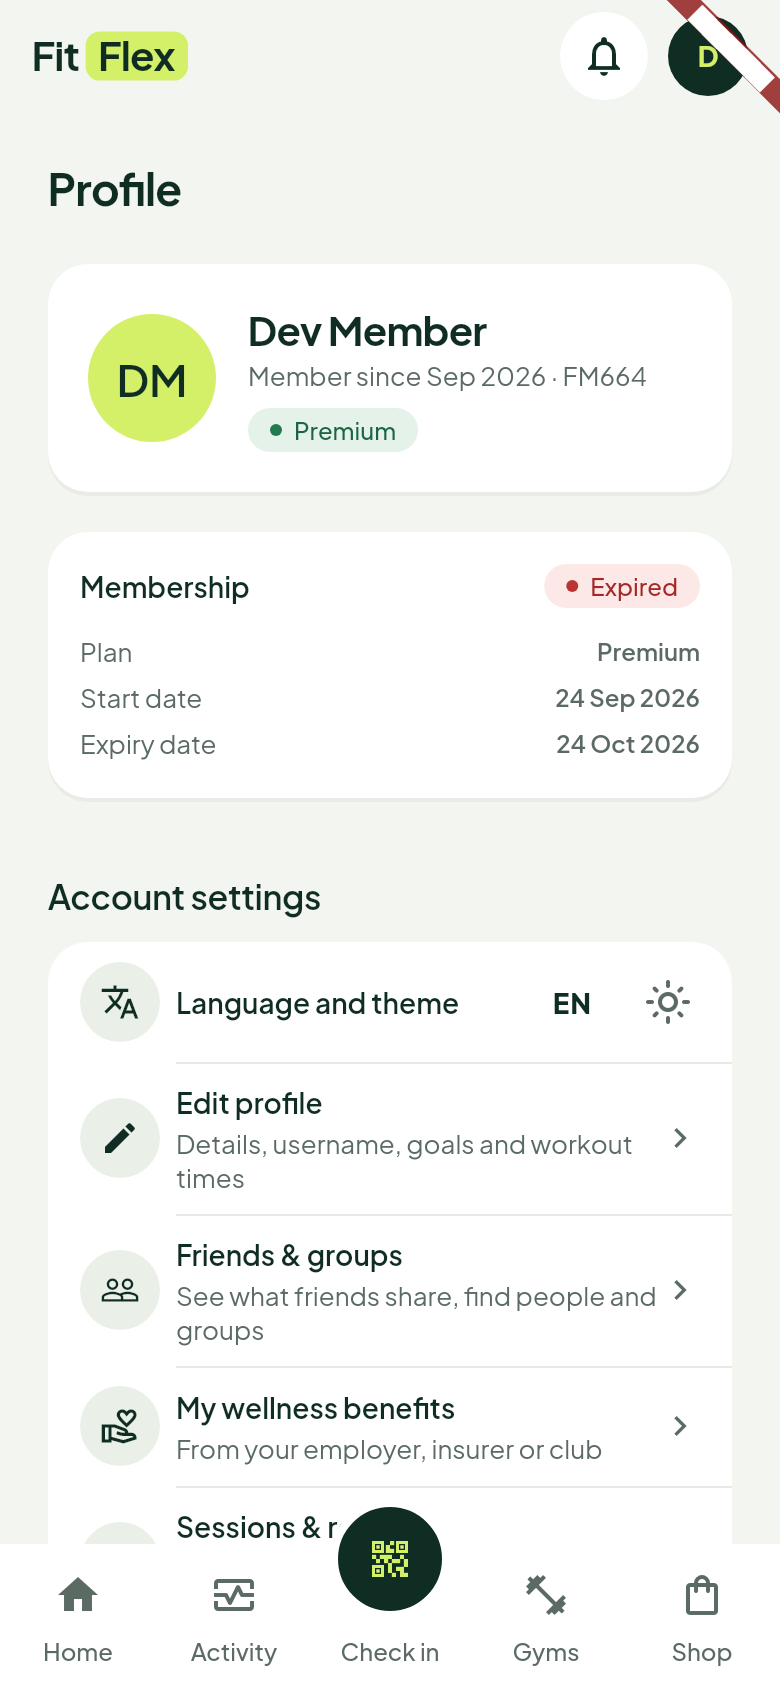 Fit Flex
D
Profile
DM
Dev Member
Member since Sep 2026 · FM664
Premium
Membership
Expired
Plan
Premium
Start date
24 Sep 2026
Expiry date
24 Oct 2026
Account settings
Language and theme
EN
Edit profile
Details, username, goals and workout
times
Friends & groups
See what friends share, find people and
groups
My wellness benefits
From your employer, insurer or club
Sessions &
Home
Activity
Check in
Gyms
Shop